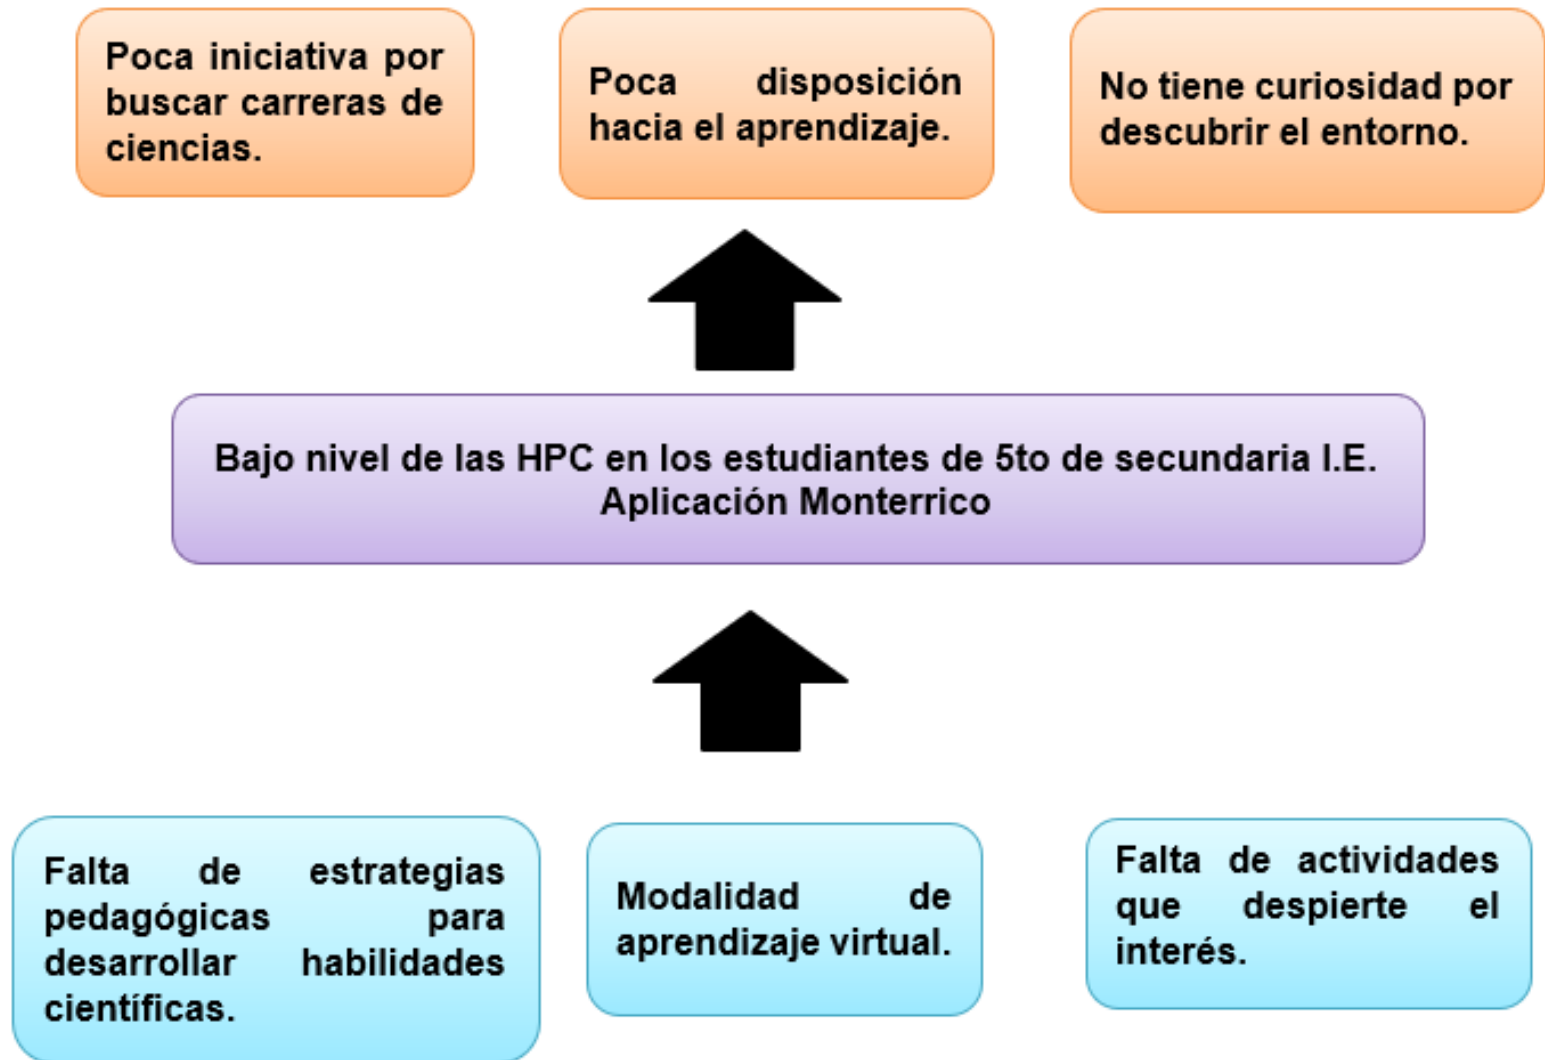 Poca iniciativa por
buscar carreras de
ciencias.
Poca disposición
hacia el aprendizaje.
No tiene curiosidad por
descubrir el entorno.
Bajo nivel de las HPC en los estudiantes de 5to de secundaria I.E.
Aplicación Monterrico
Falta de estrategias
pedagógicas para
desarrollar habilidades
científicas.
Modalidad de
aprendizaje virtual.
Falta de actividades
que despierte el
interés.